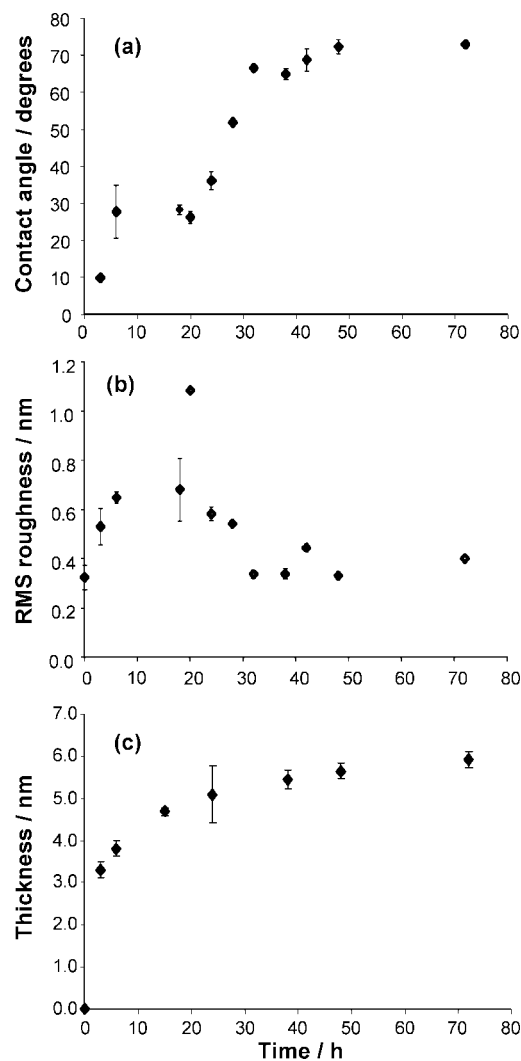 (a)
Contact angle / degrees
80
70
60
50
40
30
20
10
0
0 10 20 30 40 50 60 70 80
(b)
RMS roughness / nm
1.2
1.0
0.8
0.6
0.4
0.2
0.0
0 10 20 30 40 50 60 70 80
(c)
Thickness / nm
7.0
6.0
5.0
4.0
3.0
2.0
1.0
0.0
0 10 20 30 40 50 60 70 80
Time / h